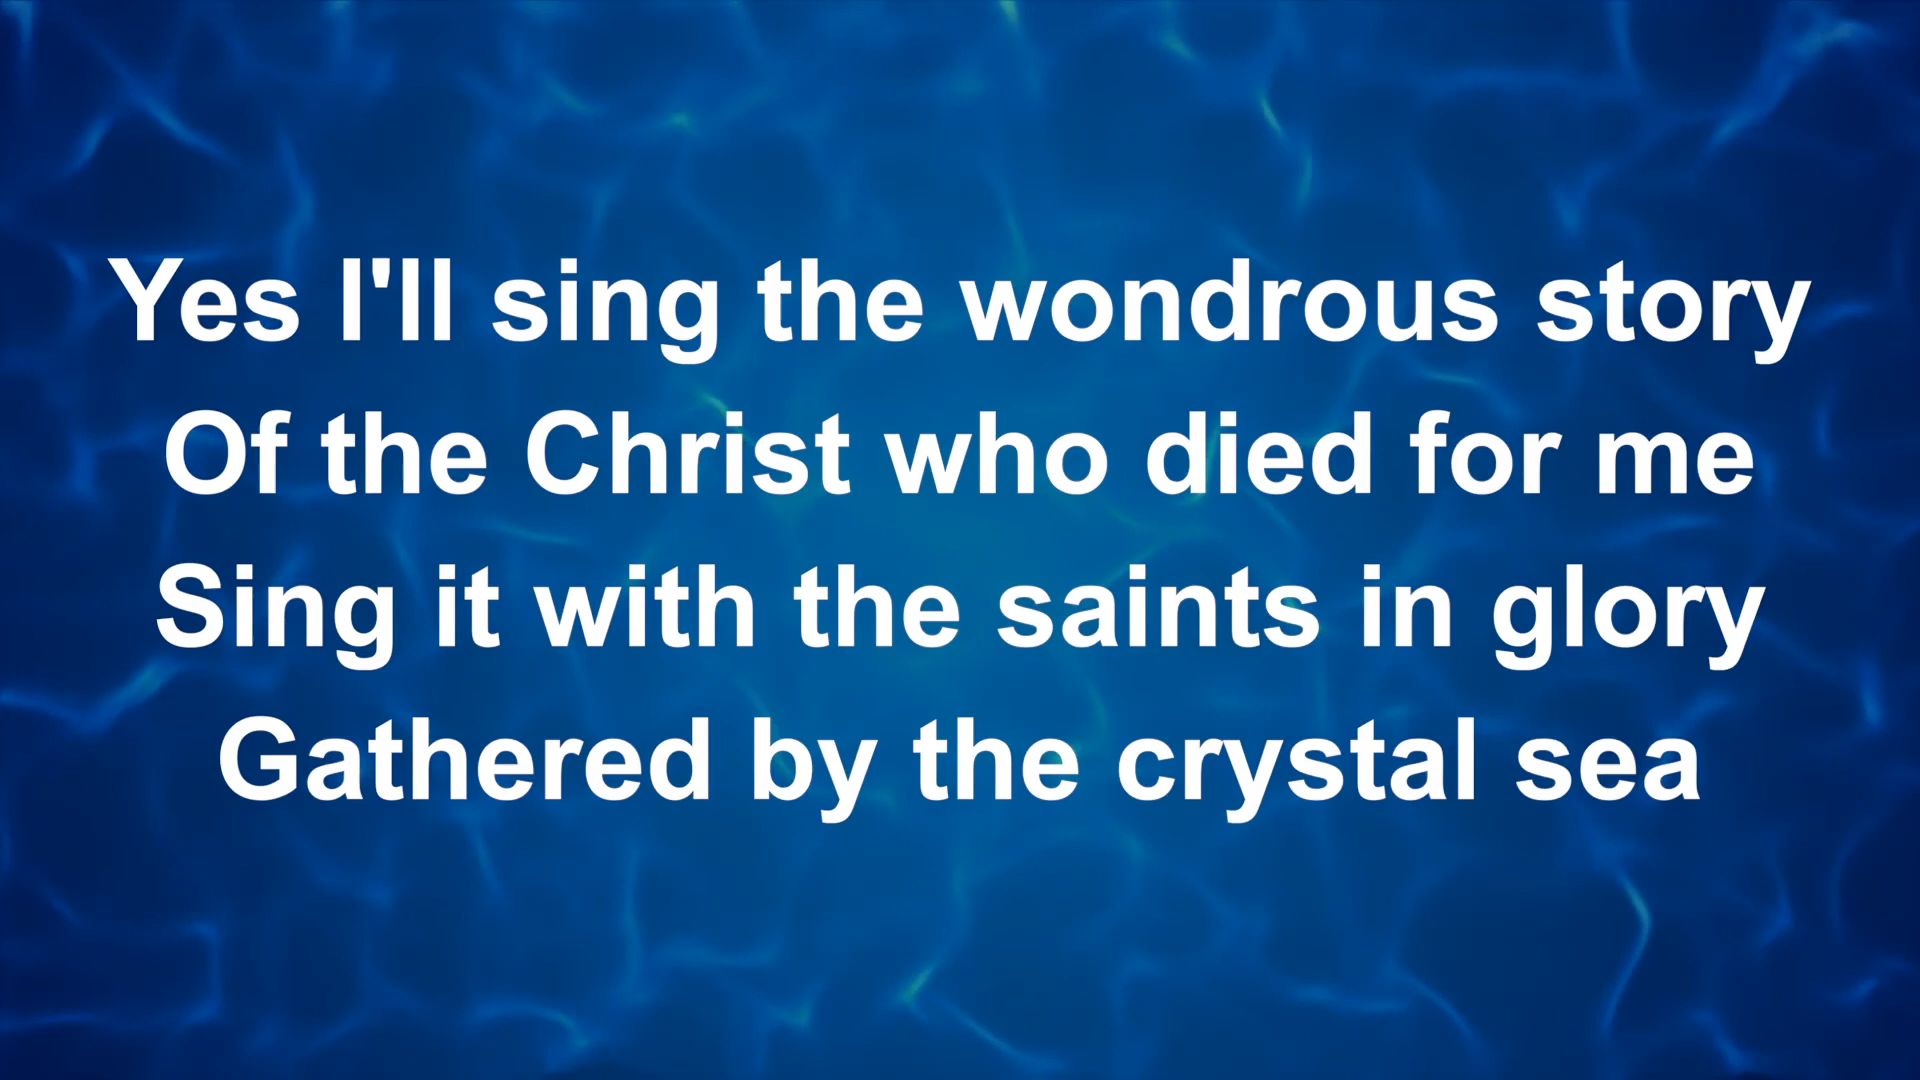 Yes I'll sing the wondrous story
Of the Christ who died for me
Sing it with the saints in glory
Gathered by the crystal sea